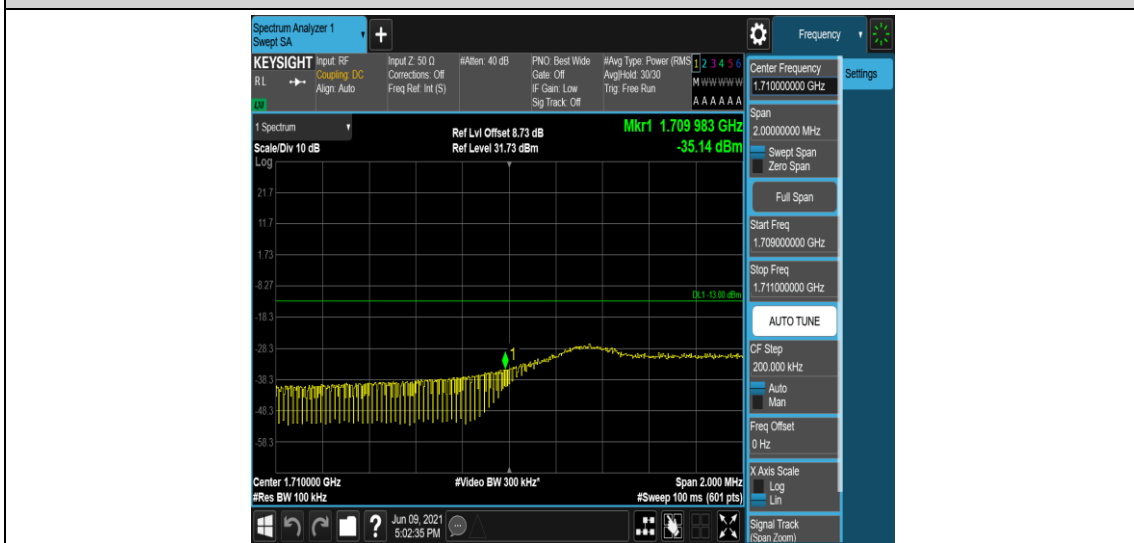 Spectrum Analyzer 1
Swept SA
+
Frequency
KEYSIGHT
RL
LXI
Input: RF
Coupling: DC
Align: Auto
Input Z: 50 Ω
Corrections: Off
Freq Ref: Int (S)
#Atten: 40 dB
PNO: Best Wide
Gate: Off
IF Gain: Low
Sig Track: Off
#Avg Type: Power (RMS
Avg|Hold: 30/30
Trig: Free Run
1 2 3 4 5 6
M W W W W W
A A A A A A
Center Frequency
1.710000000 GHz
Settings
Span
2.00000000 MHz
Swept Span
Zero Span
Full Span
Start Freq
1.709000000 GHz
Stop Freq
1.711000000 GHz
AUTO TUNE
CF Step
200.000 kHz
Auto
Man
Freq Offset
0 Hz
X Axis Scale
Log
Lin
Signal Track
(Span Zoom)
1 Spectrum
Scale/Div 10 dB
Log
Ref Lvl Offset 8.73 dB
Ref Level 31.73 dBm
Mkr1 1.709 983 GHz
-35.14 dBm
21.7
11.7
1.73
-8.27
DL1 -13.00 dBm
-18.3
-28.3
1
-38.3
-48.3
-58.3
Center 1.710000 GHz
#Res BW 100 kHz
#Video BW 300 kHz*
Span 2.000 MHz
#Sweep 100 ms (601 pts)
?
Jun 09, 2021
5:02:35 PM